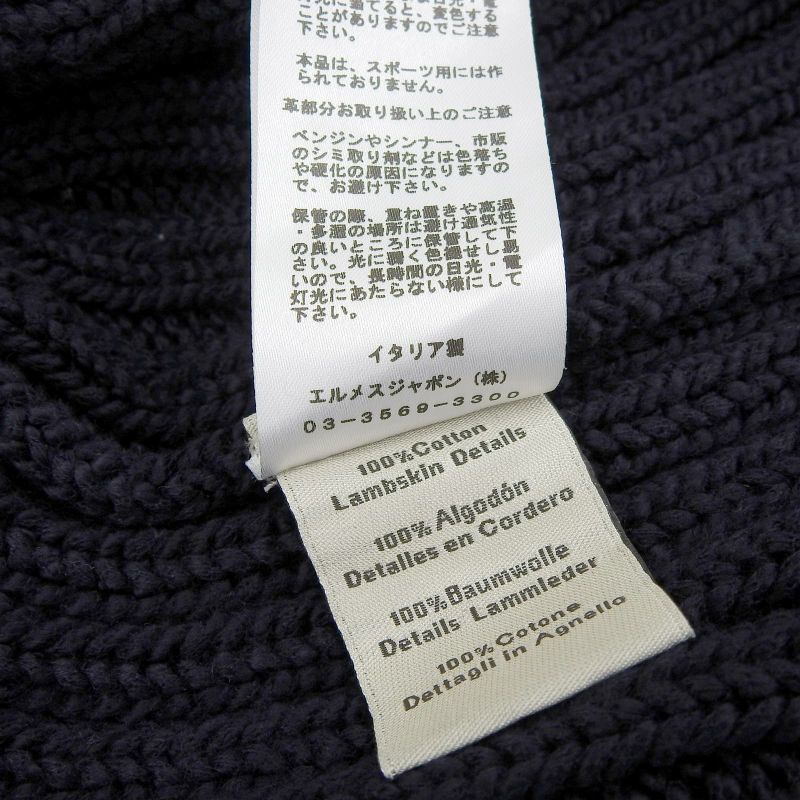 光に当てると、変色する
ことがありますのでご注意
下さい。
本品は、スポーツ用には作
られておりません。
革部分お取り扱い上のご注意
ベンジンやシンナー、市販
のシミ取り剤などは色落ち
や硬化の原因になりますの
で、お避け下さい。
保管の際、重ね置きや高温
・多湿の場所は避け通気性
の良いところに保管して下
さい。光に弱く色褪せし易
いので、長時間の日光・電
灯光にあたらない様にして
下さい。
イタリア製
エルメスジャポン（株）
03-3569-3300
100%Cotton
Lambskin Details
100% Algodón
Detalles en Cordero
100%Baumwolle
Details Lammleder
100%Cotone
Dettagli in Agnello